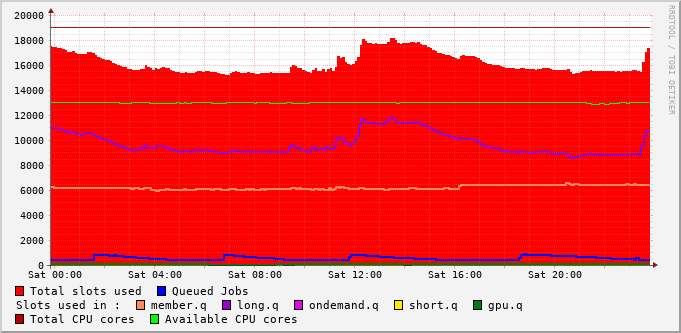 20000
18000
16000
14000
12000
10000
8000
6000
4000
2000
0
Sat 00:00 Sat 04:00 Sat 08:00 Sat 12:00 Sat 16:00 Sat 20:00
Total slots used Queued Jobs
Slots used in : member.q long.q ondemand.q short.q gpu.q
Total CPU cores Available CPU cores
RRDTOOL / TOBI OETIKER